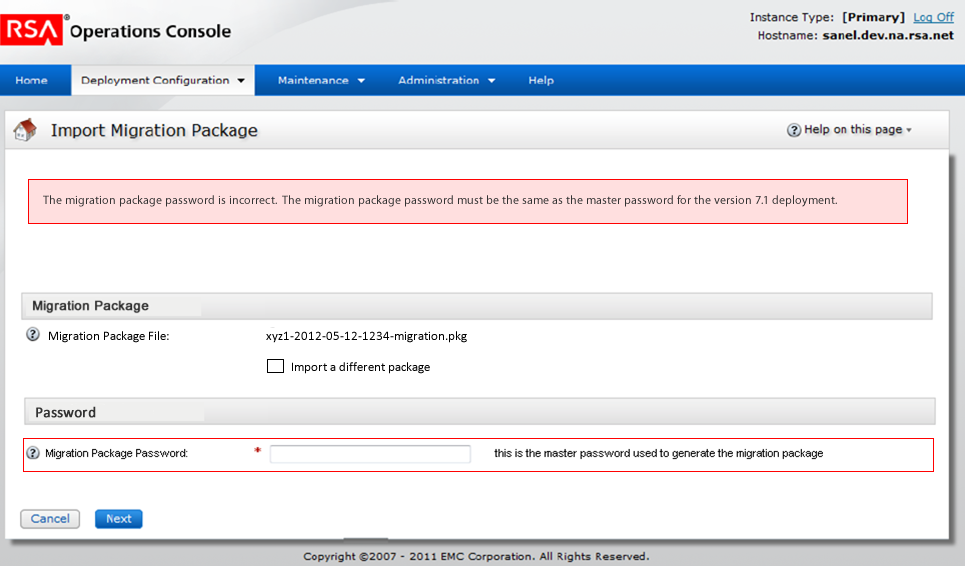 RSA® Operations Console
Instance Type: [Primary] Log Off
Hostname: sanel.dev.na.rsa.net
Home Deployment Configuration Maintenance Administration Help
Import Migration Package
Help on this page
The migration package password is incorrect. The migration package password must be the same as the master password for the version 7.1 deployment.
Migration Package
? Migration Package File: xyz1-2012-05-12-1234-migration.pkg
Import a different package
Password
? Migration Package Password: * this is the master password used to generate the migration package
Cancel Next
Copyright ©2007 - 2011 EMC Corporation. All Rights Reserved.